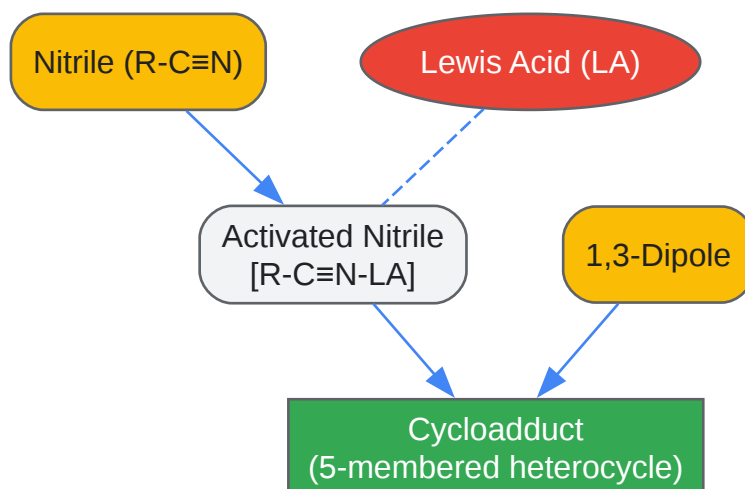 Nitrile (R-C≡N)
Lewis Acid (LA)
Activated Nitrile
[R-C≡N-LA]
1,3-Dipole
Cycloadduct
(5-membered heterocycle)